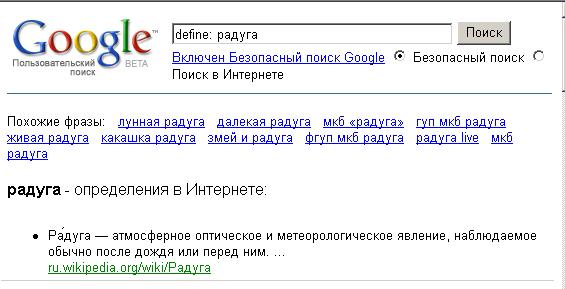 Google™
Пользовательский поиск BETA
define: радуга Поиск
Включен Безопасный поиск Google Безопасный поиск
Поиск в Интернете
Похожие фразы: лунная радуга далекая радуга мкб «радуга» гуп мкб радуга
живая радуга какашка радуга змей и радуга фгуп мкб радуга радуга live мкб
радуга
радуга - определения в Интернете:
• Ра́дуга — атмосферное оптическое и метеорологическое явление, наблюдаемое
обычно после дождя или перед ним. ...
ru.wikipedia.org/wiki/Радуга